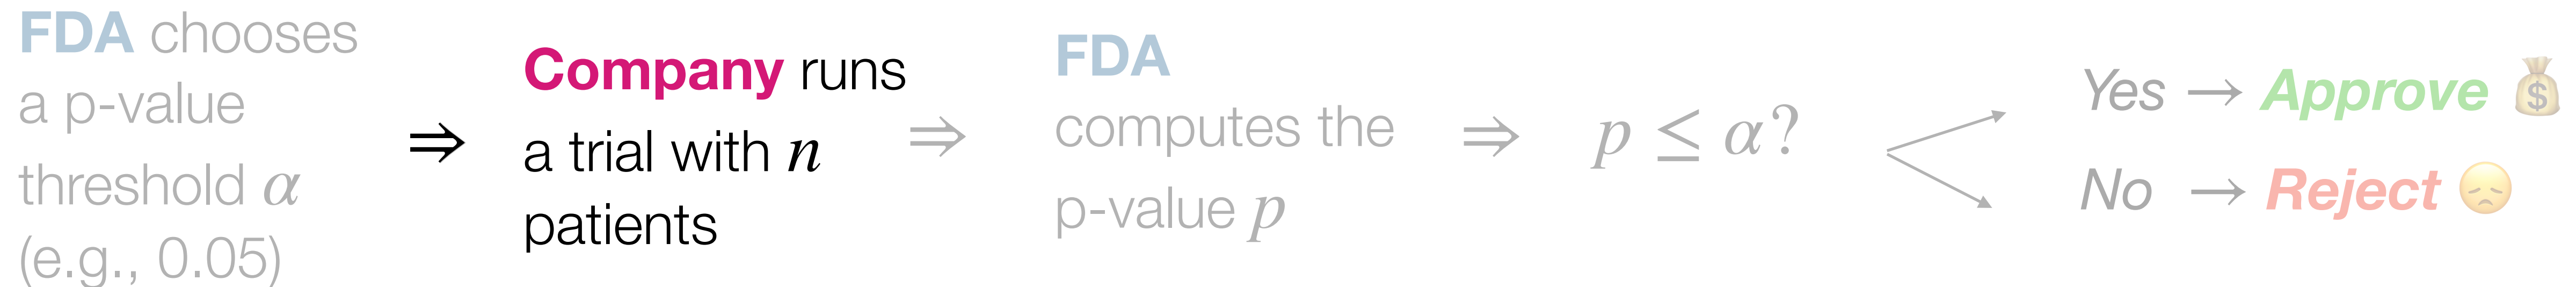 FDA chooses
a p-value
threshold α
(e.g., 0.05)
⇒
Company runs
a trial with n
patients
⇒
FDA
computes the
p-value p
⇒
p ≤ α?
Yes → Approve 💰
No → Reject 😞